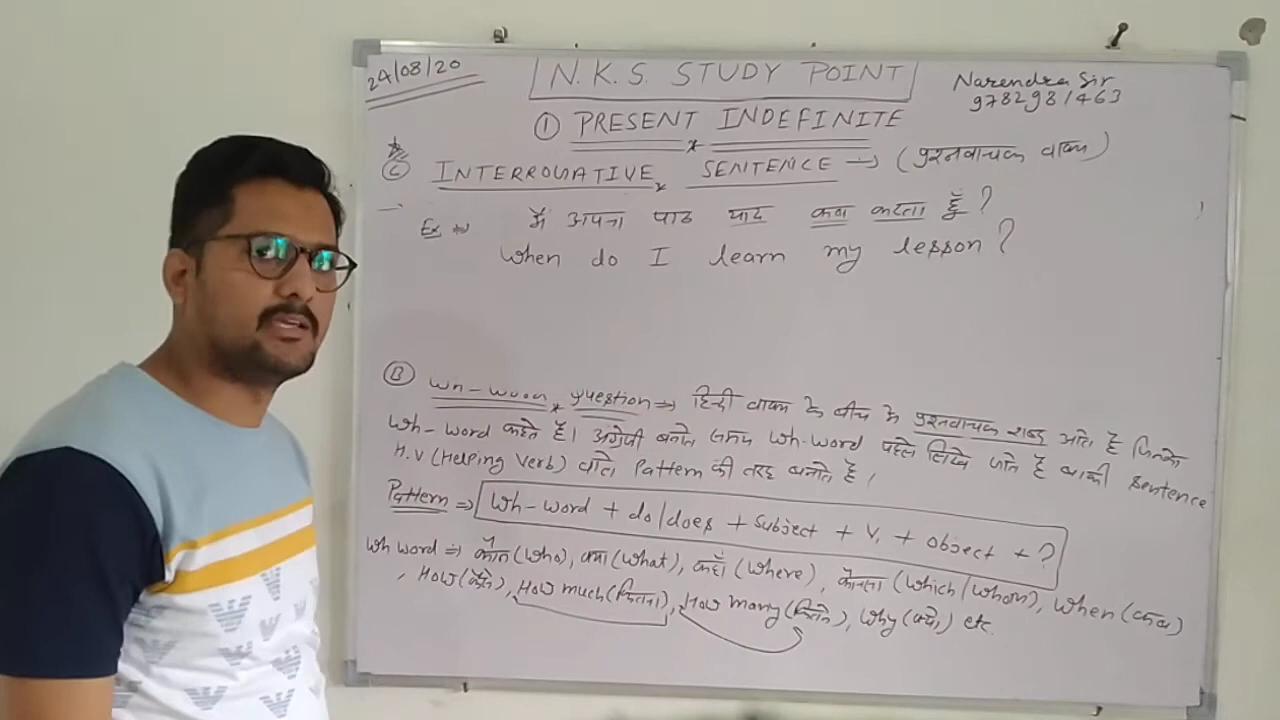 24/08/20
N.K.S. STUDY POINT
Narendra Sir
9782981463
① PRESENT INDEFINITE
Ⓒ INTERROGATIVE SENTENCE → (प्रश्नवाचक वाक्य)
Ex → मैं अपना पाठ याद कब करता हूँ ?
When do I learn my lesson ?
Ⓑ Wh-word question ⇒ हिन्दी वाक्य के बीच में प्रश्नवाचक शब्द आते है जिनको
Wh-word कहते हैं। अंग्रेजी बनाते समय Wh-word पहले लिखे जाते है बाकी sentence
H.V (Helping Verb) वाले Pattern की तरह बनाते है।
Pattern ⇒ Wh-word + do/does + Subject + V₁ + object + ?
Wh word ⇒ कौन (Who), क्या (What), कहाँ (Where), कौनसा (Which/Whom), When (कब)
, How (कैसे), How much (कितना), How many (कितने), Why (क्यों) etc.